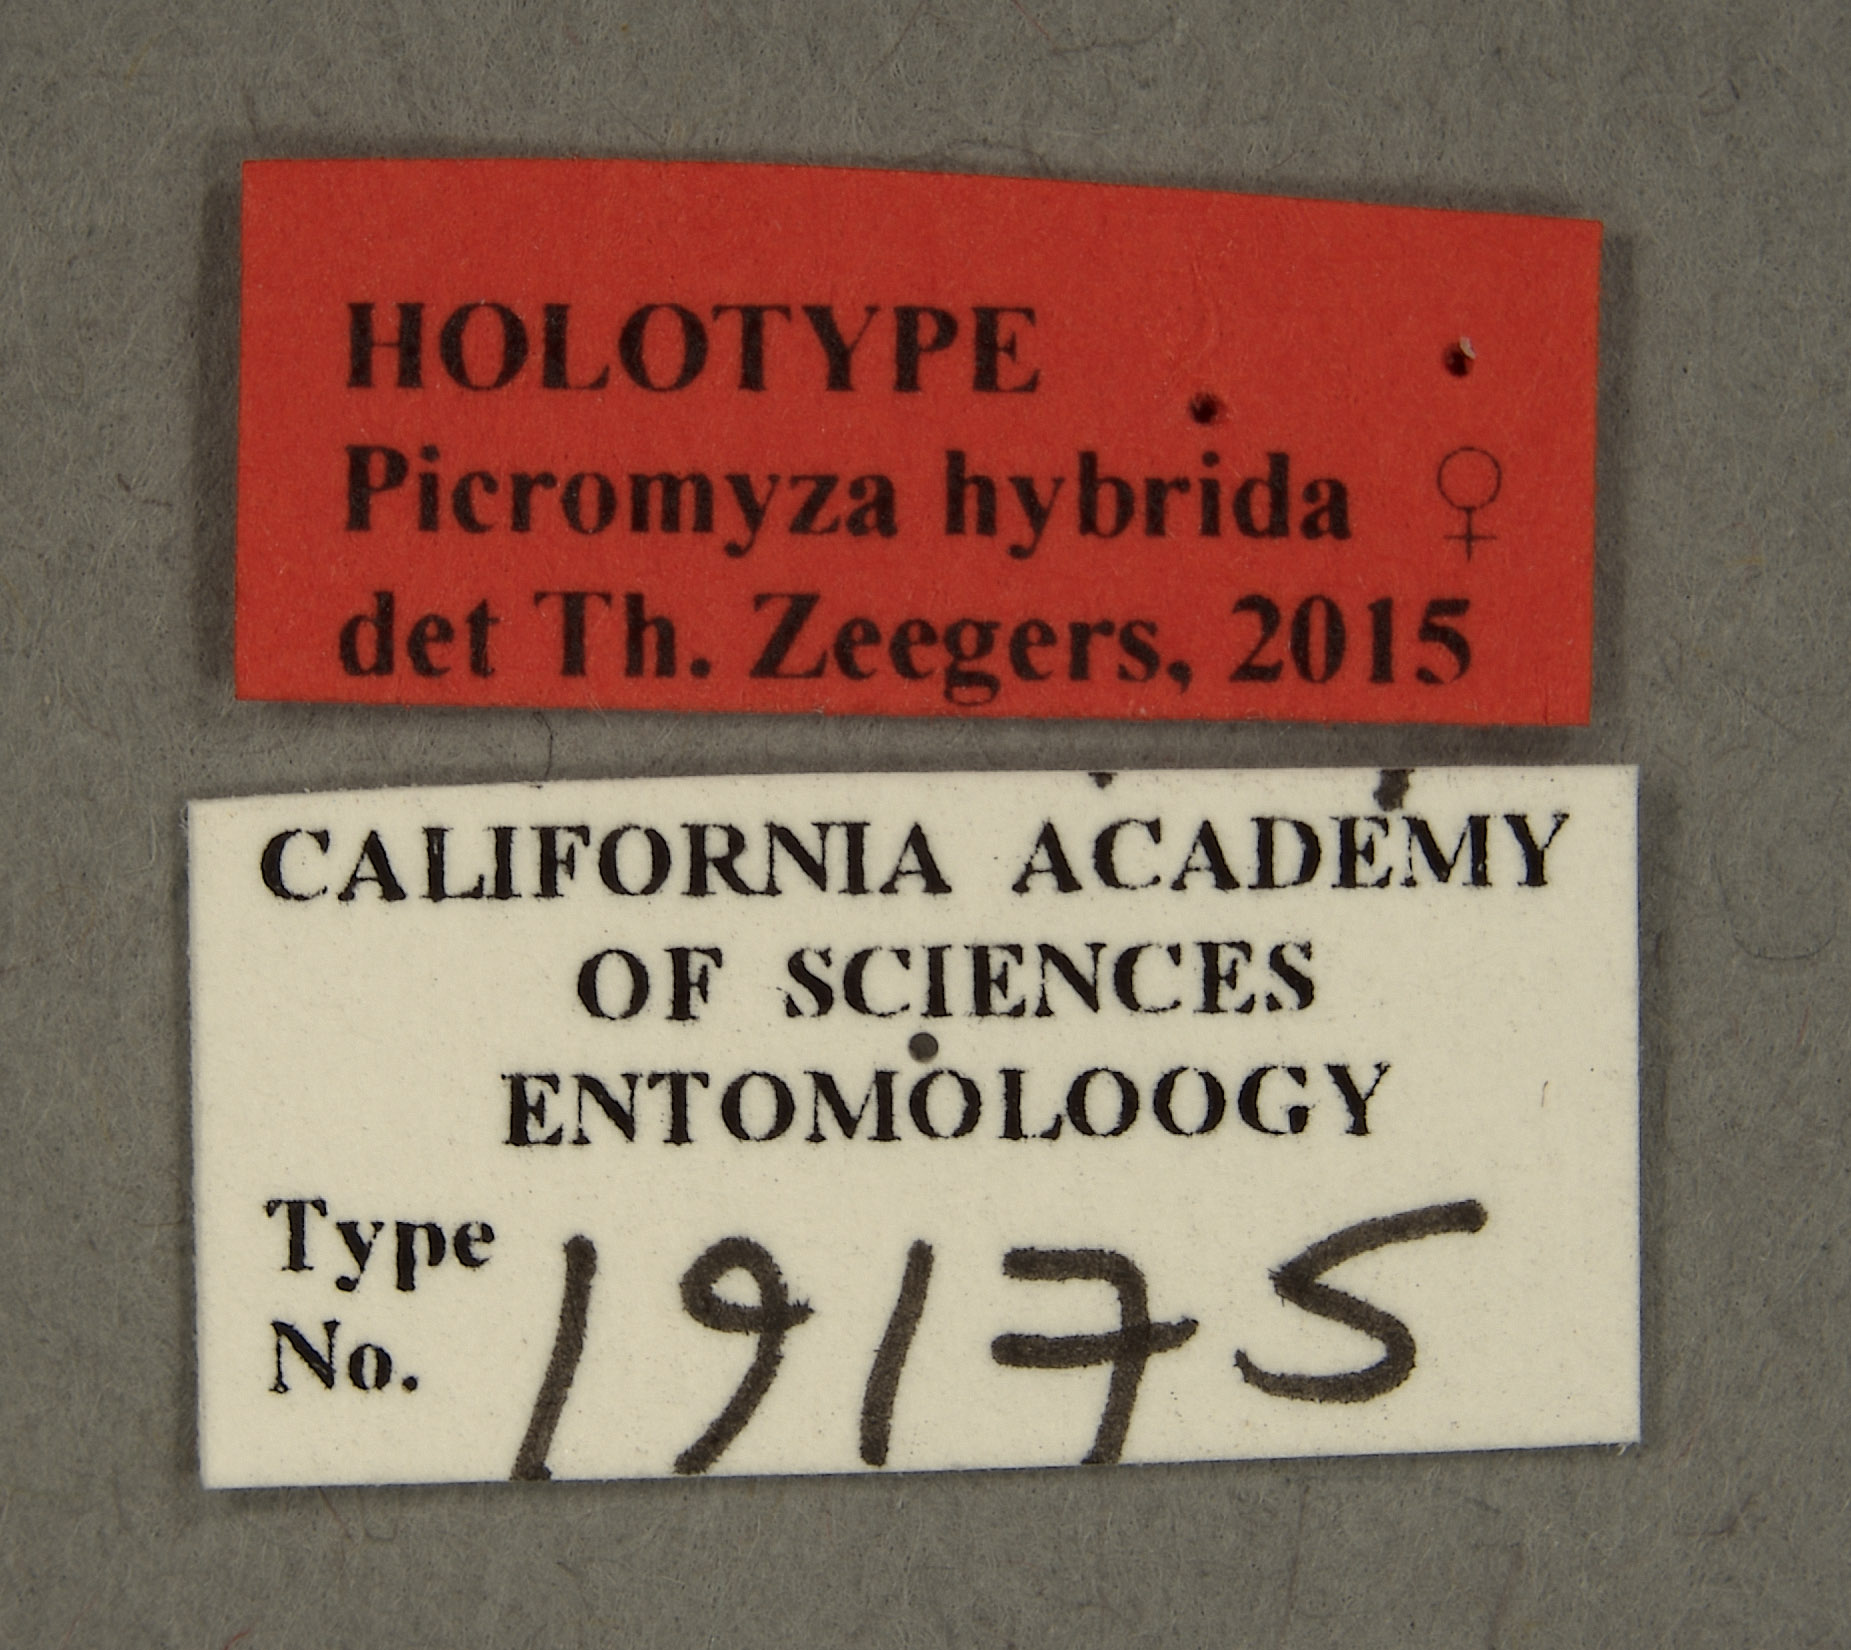 HOLOTYPE
Picromyza hybrida ♀
det Th. Zeegers, 2015
CALIFORNIA ACADEMY
OF SCIENCES
ENTOMOLOOGY
Type
No. 19175